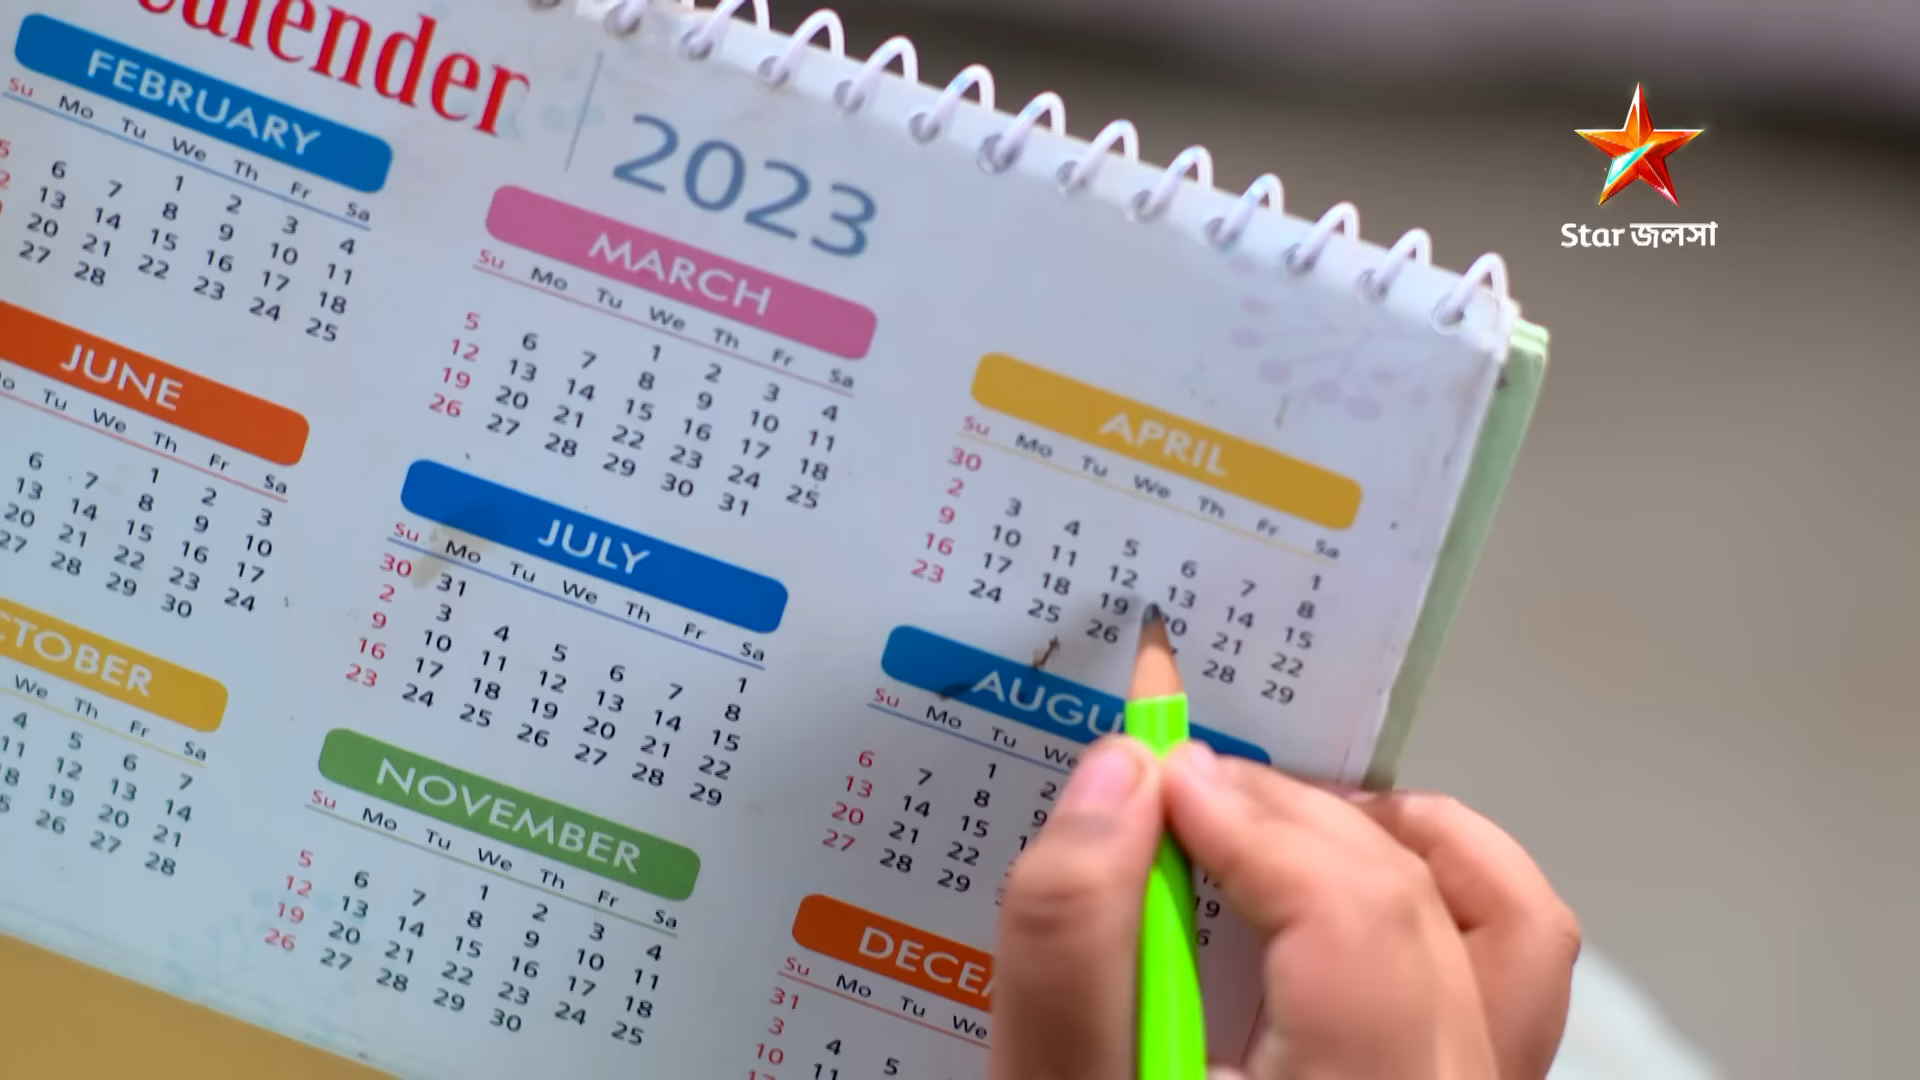 Calender
2023
Star জলসা
FEBRUARY
Su Mo Tu We Th Fr Sa
1 2 3 4
5 6 7 8 9 10 11
13 14 15 16 17 18
20 21 22 23 24 25
27 28
MARCH
Su Mo Tu We Th Fr Sa
1 2 3 4
5 6 7 8 9 10 11
12 13 14 15 16 17 18
19 20 21 22 23 24 25
26 27 28 29 30 31
APRIL
Su Mo Tu We Th Fr Sa
30 1
2 3 4 5 6 7 8
9 10 11 12 13 14 15
16 17 18 19 20 21 22
23 24 25 26 28 29
JUNE
Tu We Th Fr Sa
1 2 3
6 7 8 9 10
13 14 15 16 17
20 21 22 23 24
27 28 29 30
JULY
Su Mo Tu We Th Fr Sa
30 31 1
2 3 4 5 6 7 8
9 10 11 12 13 14 15
16 17 18 19 20 21 22
23 24 25 26 27 28 29
AUGU
Su Mo Tu We
1 2
6 7 8 9
13 14 15
20 21 22
27 28 29
19
CTOBER
We Th Fr Sa
4 5 6 7
11 12 13 14
18 19 20 21
26 27 28
NOVEMBER
Su Mo Tu We Th Fr Sa
1 2 3 4
5 6 7 8 9 10 11
12 13 14 15 16 17 18
19 20 21 22 23 24 25
26 27 28 29 30
DECE
Su Mo Tu We
31
3 4 5
10 11